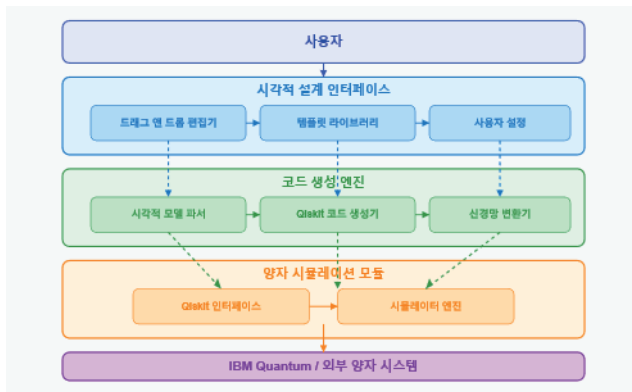 사용자
시각적 설계 인터페이스
드래그 앤 드롭 편집기
템플릿 라이브러리
사용자 설정
코드 생성 엔진
시각적 모델 파서
Qiskit 코드 생성기
신경망 변환기
양자 시뮬레이션 모듈
Qiskit 인터페이스
시뮬레이터 엔진
IBM Quantum / 외부 양자 시스템